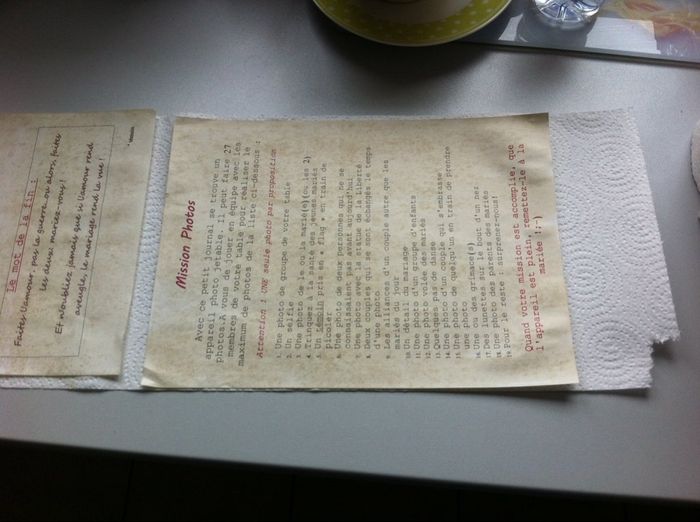 Le mot de la fin :
Faites l'amour pas la guerre ou alors, faites
les deux mariez-vous !
Et n'oubliez jamais que si l'amour rend
aveugle le mariage rend la vue !
Mission Photos
Avec ce petit journal se trouve un
appareil photo jetable. Il peut faire 27
photos. A vous de jouer en équipe avec les
membres de votre table pour réaliser le
maximum de photos de la liste ci-dessous :
Attention : UNE seule photo par proposition
1. Une photo de groupe de votre table
2. Un selfie
3. Une photo de le ou la marié(e) (ou les 2)
4. Trinquer à la santé des jeunes mariés
5. Un témoin pris en « flag » en train de
picoler
6. Une photo de deux personnes qui ne se
connaissaient pas avant aujourd'hui
7. Une photo avec la statue de la liberté
8. Deux personnes qui se sont échangés le temps
d'une photo
9. Les alliances d'un couple autre que les
mariés du jour
10. Un gage de mariage
11. Une photo d'un groupe d'enfants
12. Une photo volée des mariés
13. Quelques pas de danse
14. Une photo d'un couple qui s'embrasse
15. Une photo de quelqu'un en train de prendre
une photo
16. Une ou des grimace(s)
17. Des lunettes sur le bout d'un nez
18. Une photo des parents des mariés
19. Pour le reste : surprenez-nous!
Quand votre mission est accomplie, que
l'appareil est plein, remettez-le à la
mariée ! ;-)